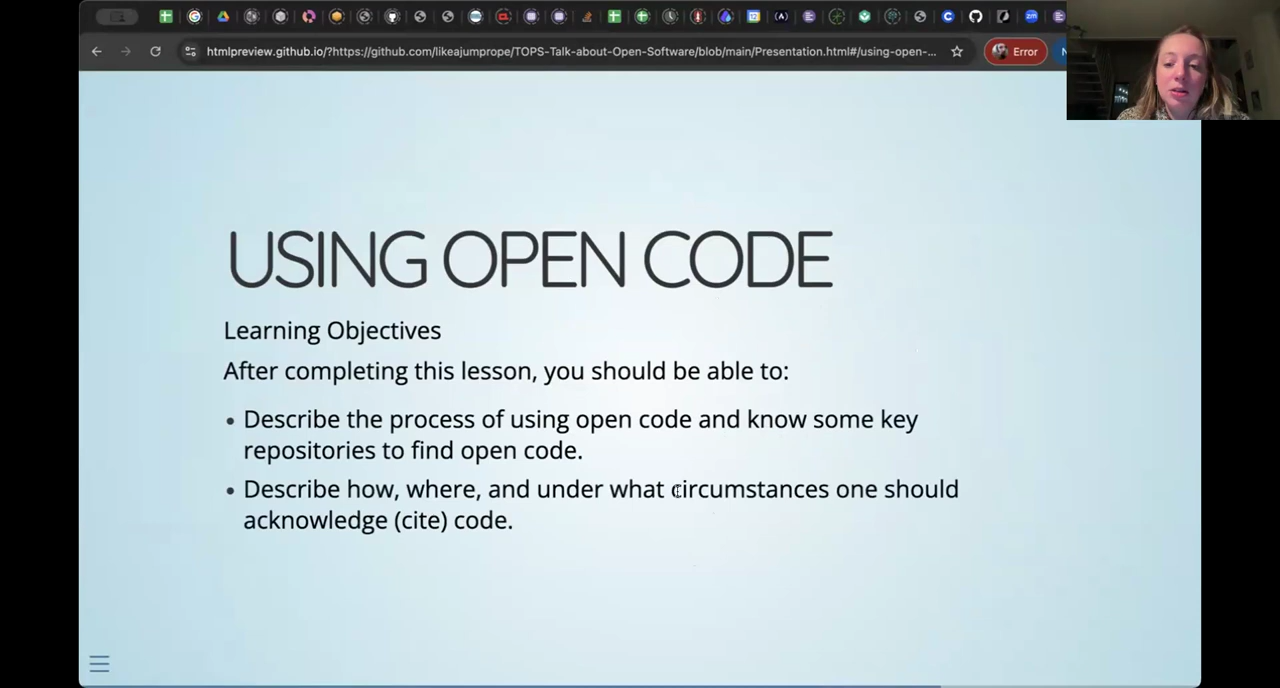 htmlpreview.github.io/?https://github.com/likeajumprope/TOPS-Talk-about-Open-Software/blob/main/Presentation.html#/using-open-...
Error
N
USING OPEN CODE
Learning Objectives
After completing this lesson, you should be able to:
• Describe the process of using open code and know some key
repositories to find open code.
• Describe how, where, and under what circumstances one should
acknowledge (cite) code.